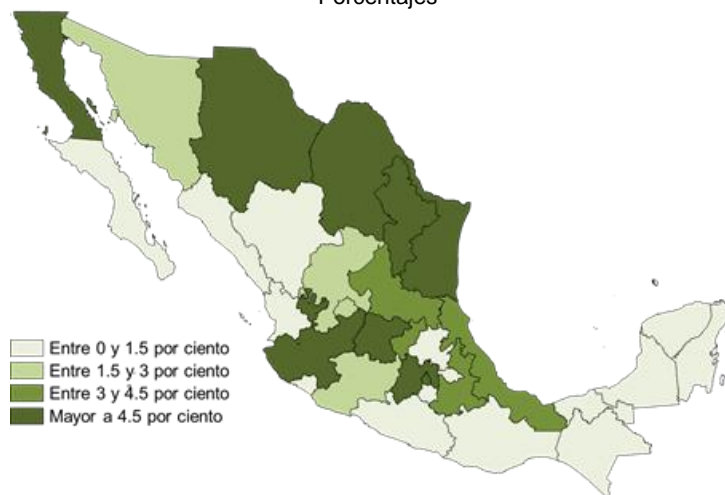 Porcentajes
Entre 0 y 1.5 por ciento
Entre 1.5 y 3 por ciento
Entre 3 y 4.5 por ciento
Mayor a 4.5 por ciento